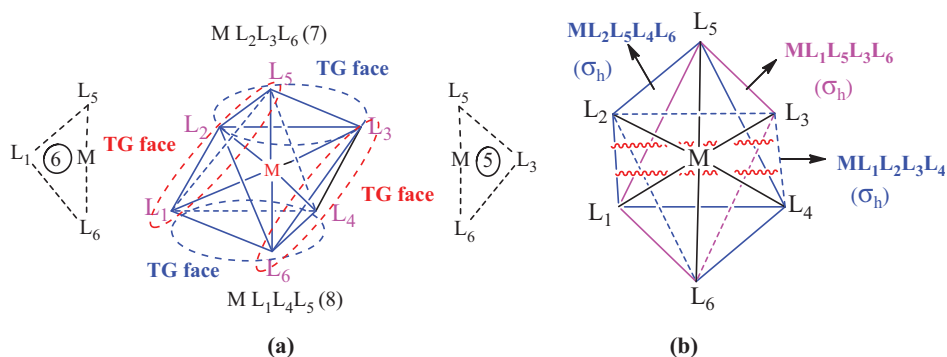 M L₂L₃L₆ (7)
TG face
L₅
L₂
L₃
TG face
TG face
M
L₁
L₄
L₆
TG face
M L₁L₄L₅ (8)
L₅
L₁
6
M
L₆
L₅
M
5
L₃
L₆
(a)
ML₂L₅L₄L₆
(σₕ)
L₅
ML₁L₅L₃L₆
(σₕ)
L₂
L₃
M
ML₁L₂L₃L₄
(σₕ)
L₁
L₄
L₆
(b)